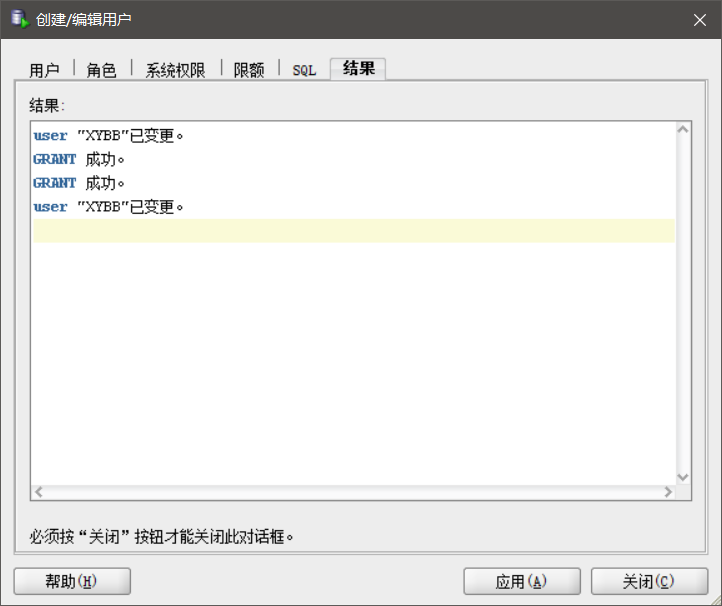 创建/编辑用户
用户 角色 系统权限 限额 SQL 结果
结果:
user "XYBB"已变更。
GRANT 成功。
GRANT 成功。
user "XYBB"已变更。
必须按“关闭”按钮才能关闭此对话框。
帮助(H) 应用(A) 关闭(C)